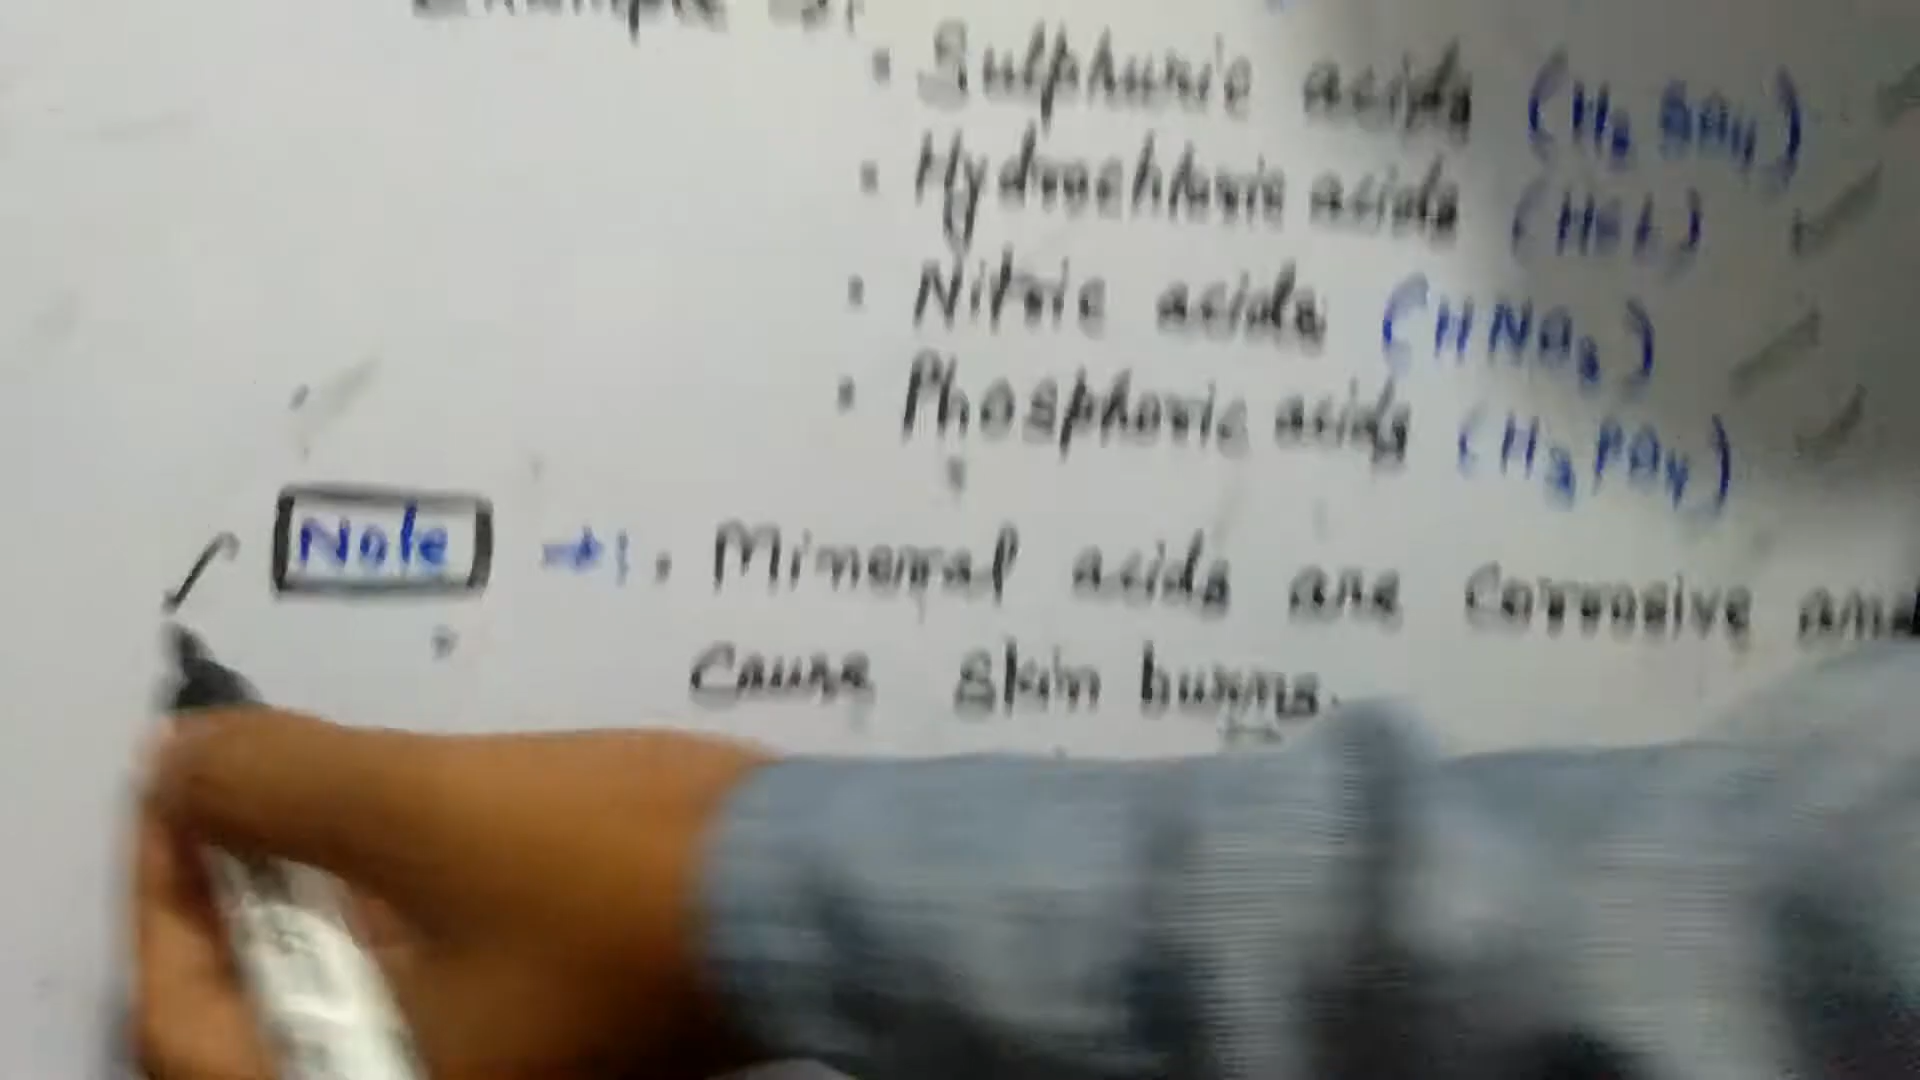 Example
• Sulphuric acids (H₂SO₄)
• Hydrochloric acids (HCl)
• Nitric acids (HNO₃)
• Phosphoric acids (H₃PO₄)
Note → : • Mineral acids are corrosive and
cause skin burns.